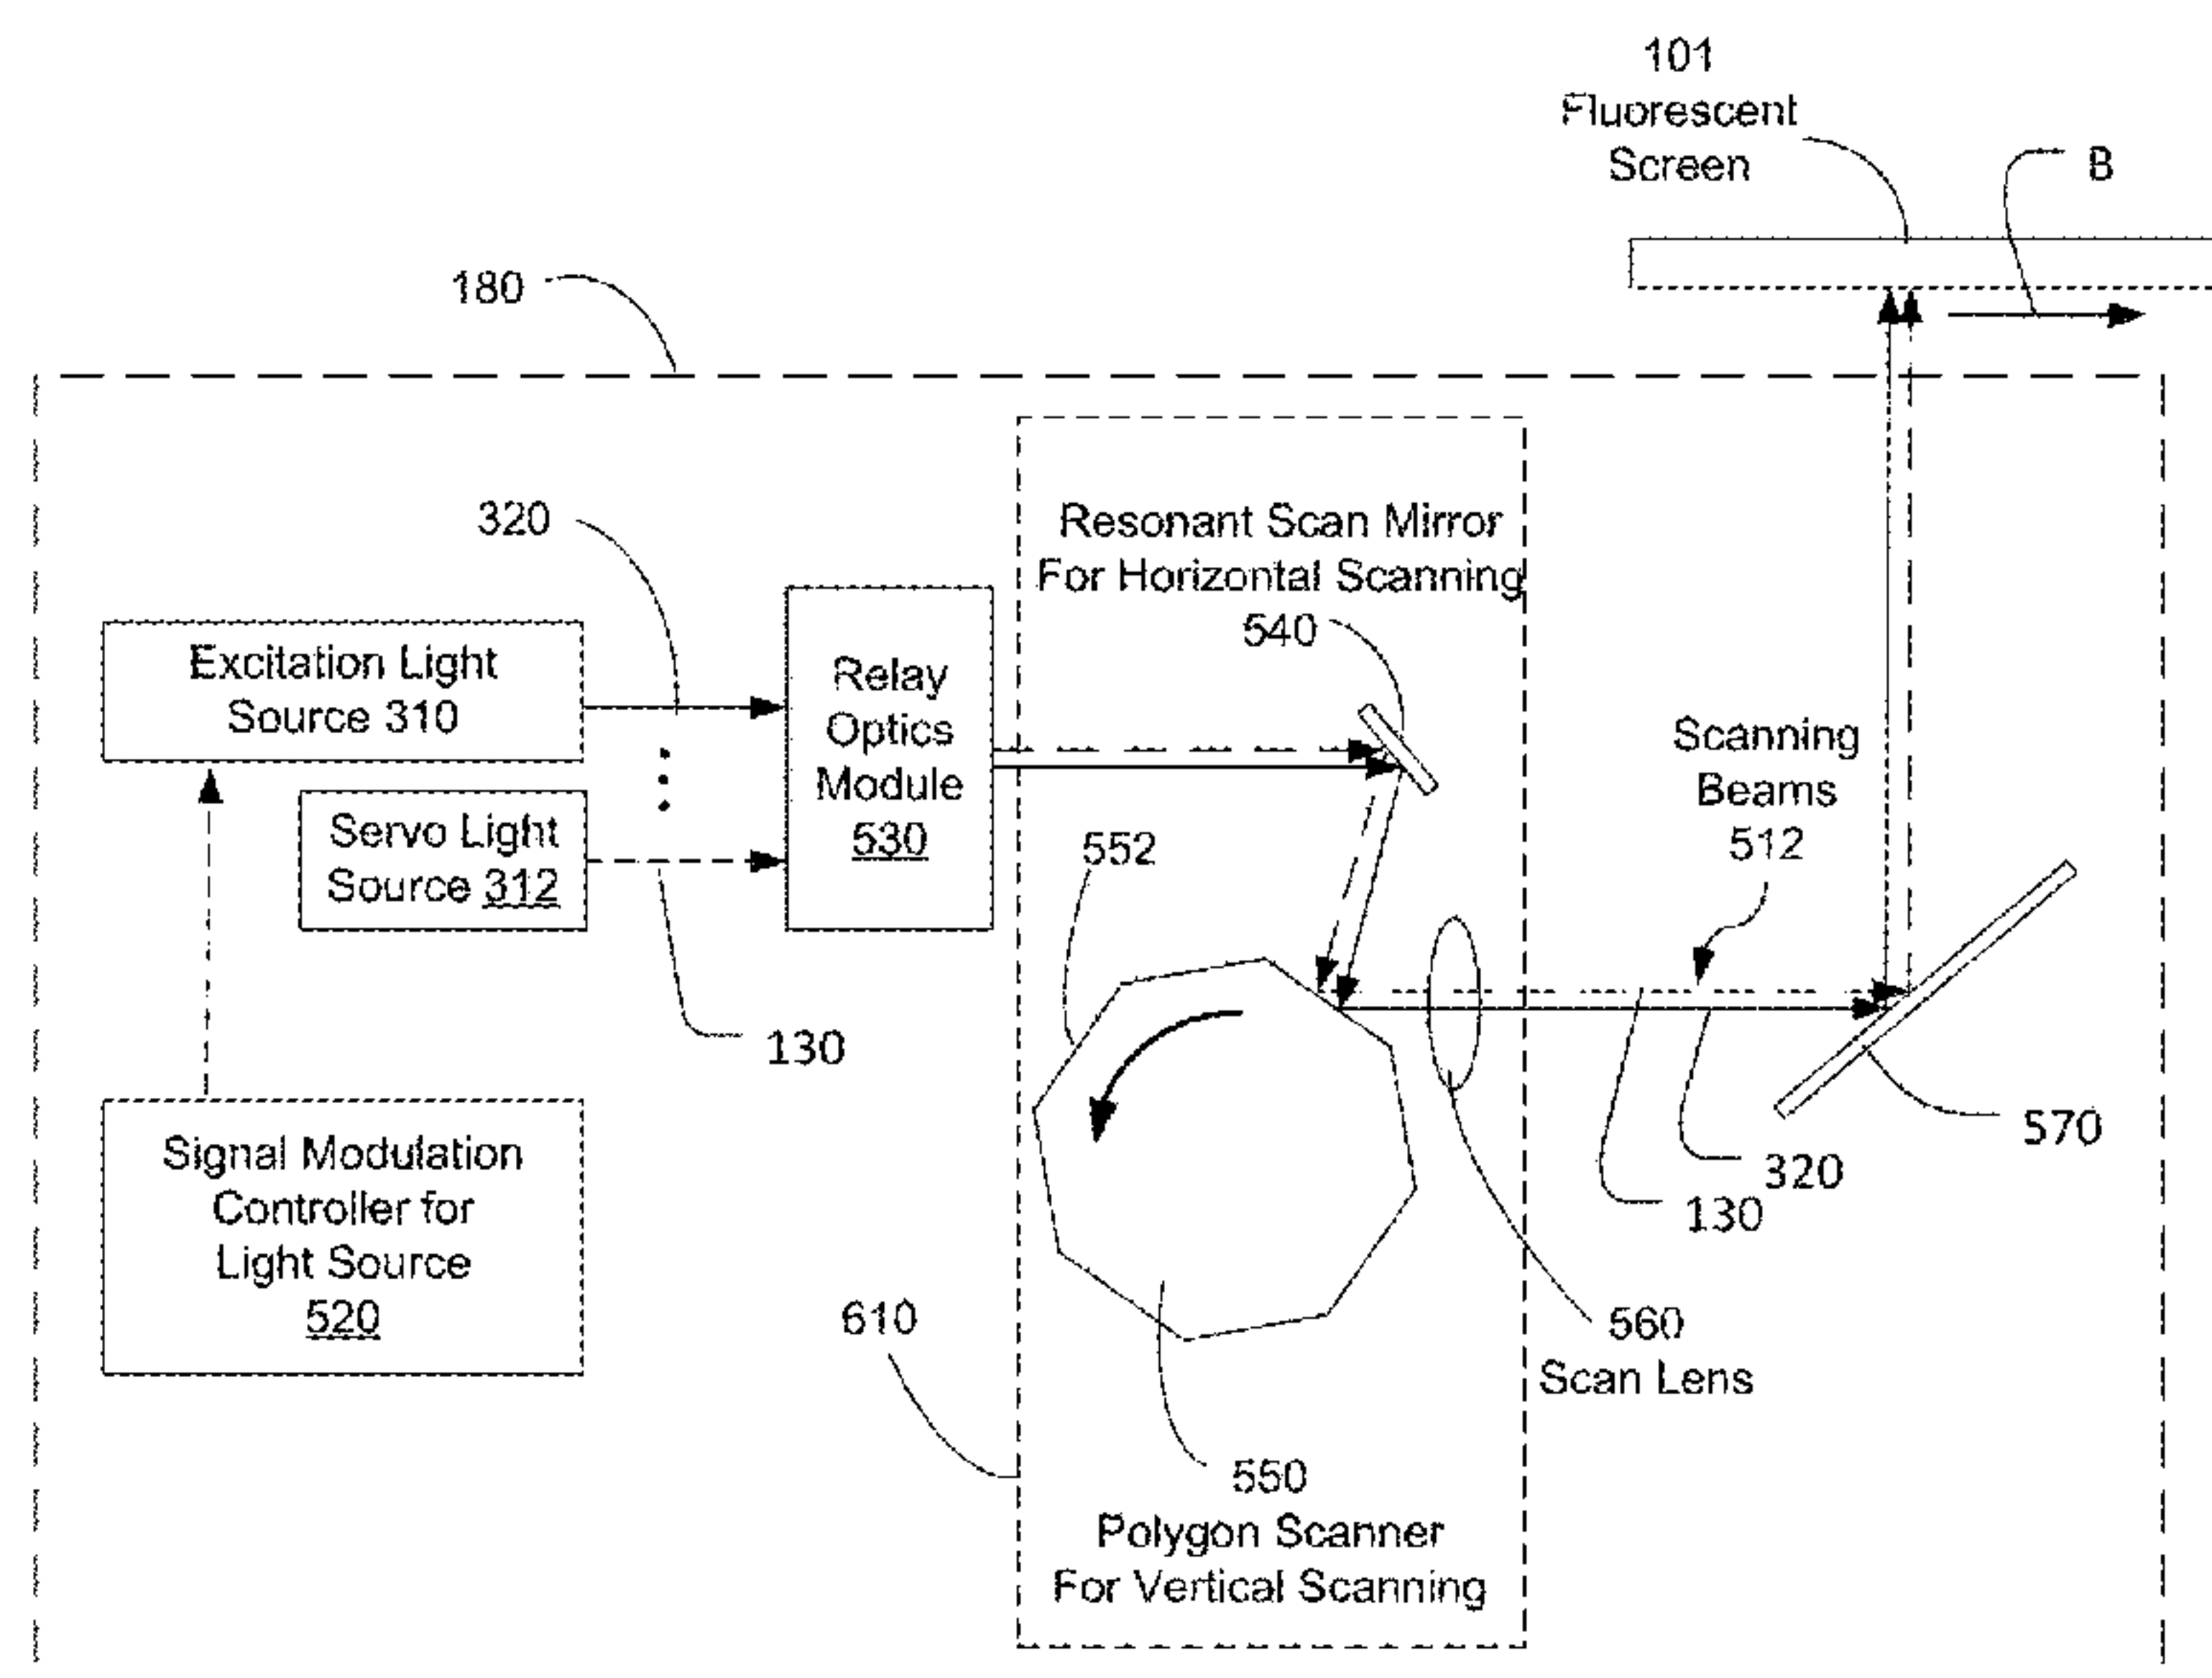 101
Fluorescent
Screen
B
180
320
Resonant Scan Mirror
For Horizontal Scanning
540
Excitation Light
Source 310
Relay
Optics
Module
530
Servo Light
Source 312
552
Scanning
Beams
512
130
Signal Modulation
Controller for
Light Source
520
570
320
130
610
560
Scan Lens
550
Polygon Scanner
For Vertical Scanning